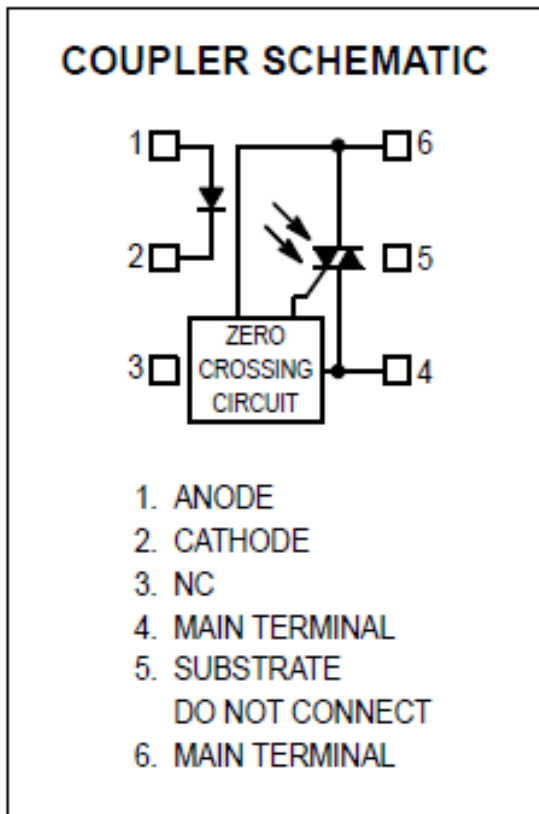 COUPLER SCHEMATIC
1
6
2
5
3
ZERO
CROSSING
CIRCUIT
4
1. ANODE
2. CATHODE
3. NC
4. MAIN TERMINAL
5. SUBSTRATE
DO NOT CONNECT
6. MAIN TERMINAL